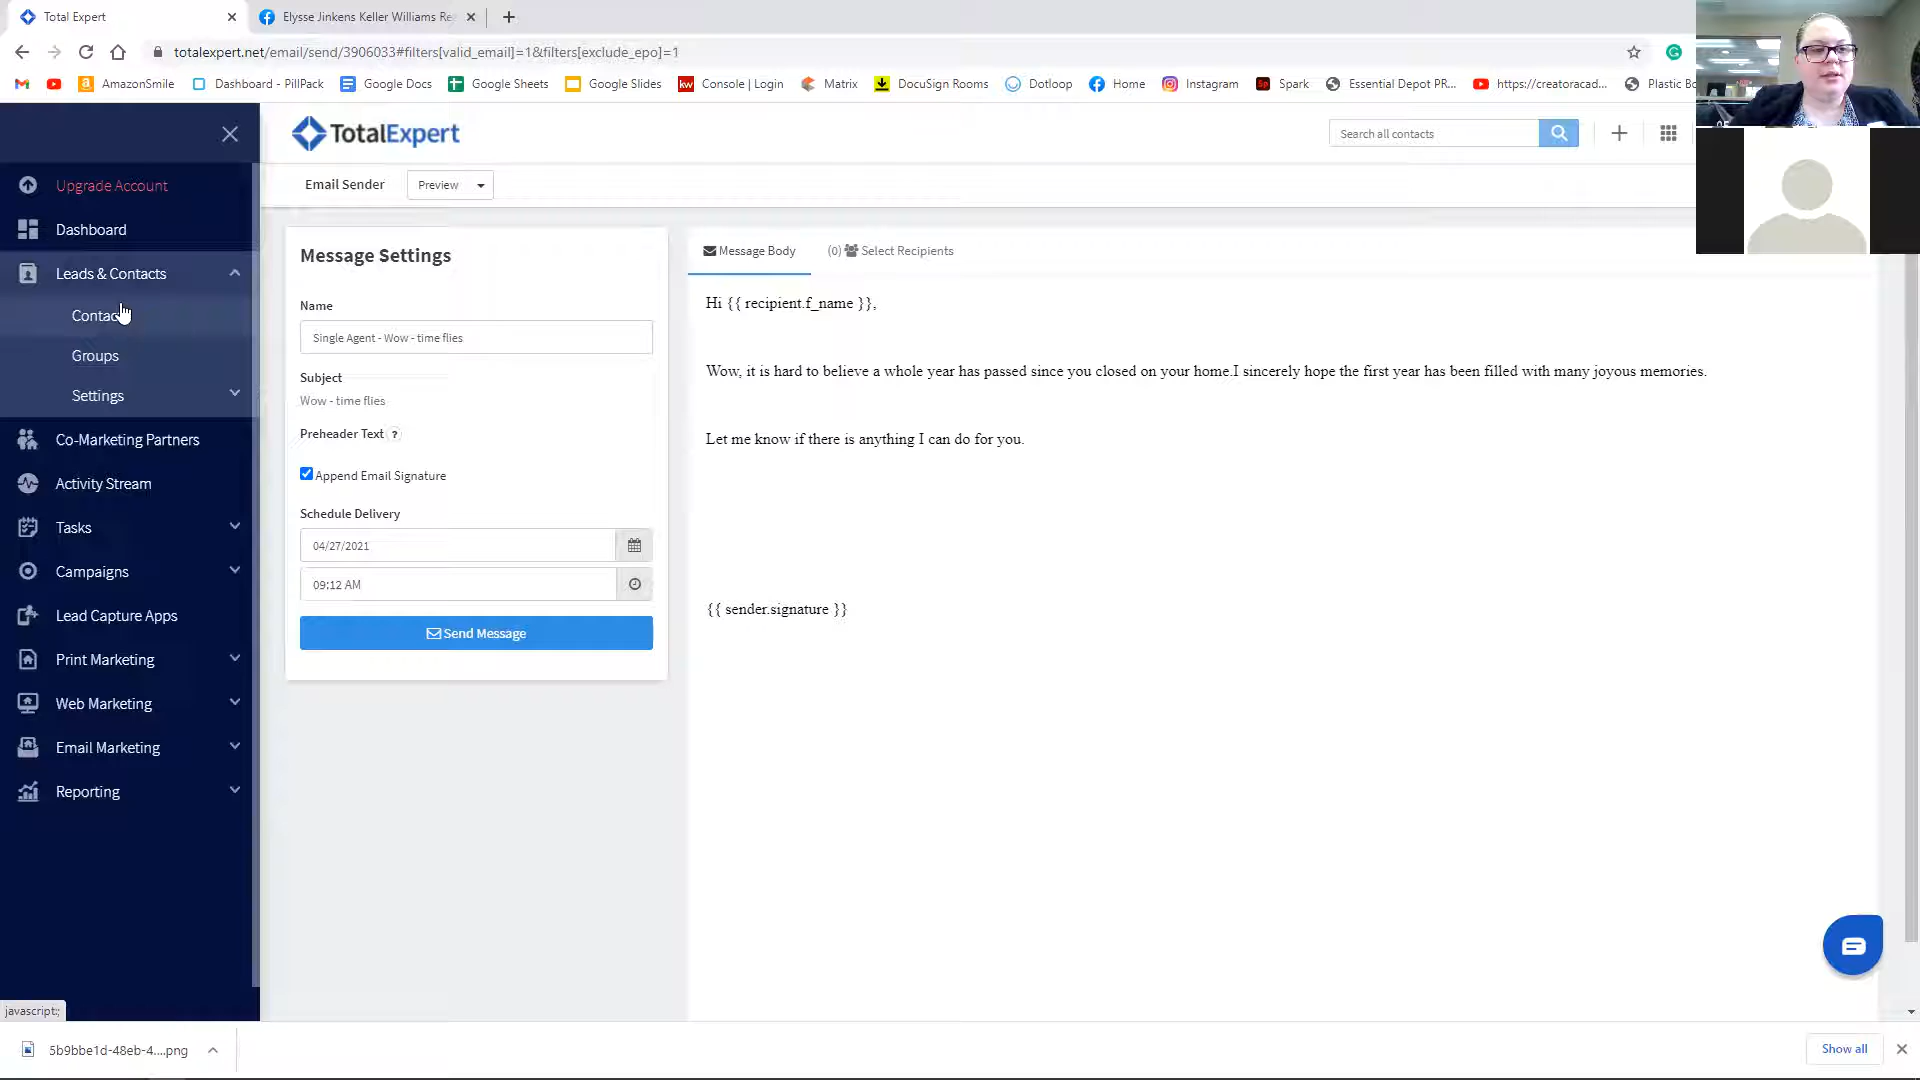 Total Expert
Elysse Jinkens Keller Williams Re
totalexpert.net/email/send/3906033#filters[valid_email]=1&filters[exclude_epo]=1
AmazonSmile
Dashboard - PillPack
Google Docs
Google Sheets
Google Slides
kw Console | Login
Matrix
DocuSign Rooms
Dotloop
Home
Instagram
Sp Spark
Essential Depot PR...
https://creatoracad...
Plastic Bo
TotalExpert
Search all contacts
Upgrade Account
Dashboard
Leads & Contacts
Contac
Groups
Settings
Co-Marketing Partners
Activity Stream
Tasks
Campaigns
Lead Capture Apps
Print Marketing
Web Marketing
Email Marketing
Reporting
Email Sender
Preview
Message Settings
Name
Single Agent - Wow - time flies
Subject
Wow - time flies
Preheader Text ?
Append Email Signature
Schedule Delivery
04/27/2021
09:12 AM
Send Message
Message Body
(0) Select Recipients
Hi {{ recipient.f_name }},
Wow, it is hard to believe a whole year has passed since you closed on your home.I sincerely hope the first year has been filled with many joyous memories.
Let me know if there is anything I can do for you.
{{ sender.signature }}
javascript:;
5b9bbe1d-48eb-4....png
Show all